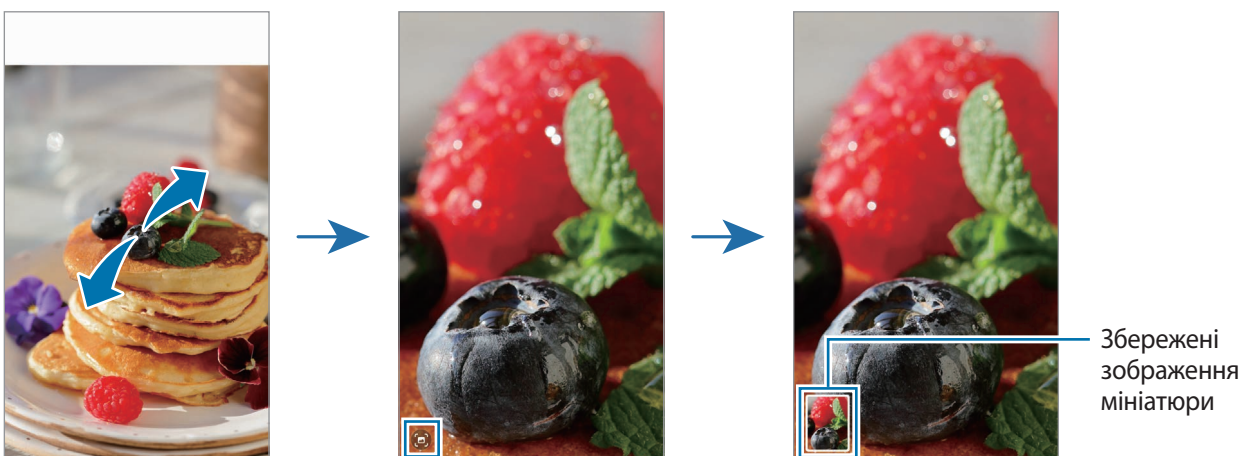 Збережені
зображення
мініатюри